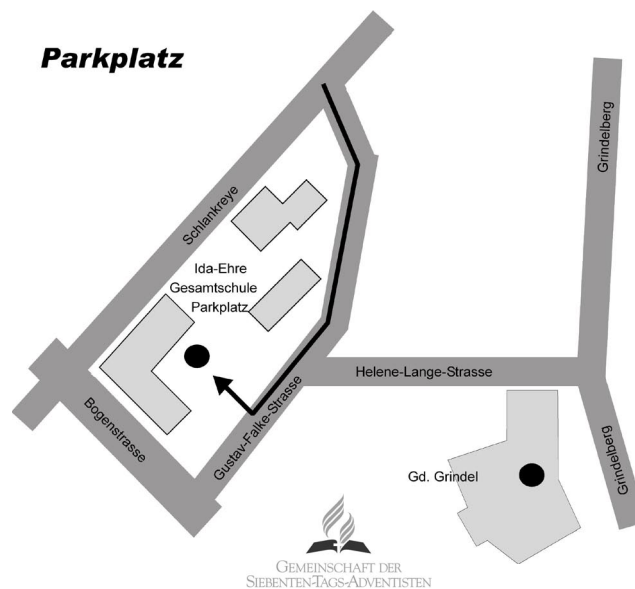 Parkplatz
Grindelberg
Schlankreye
Ida-Ehre
Gesamtschule
Parkplatz
Helene-Lange-Strasse
Bogenstrasse
Gustav-Falke-Strasse
Grindelberg
Gd. Grindel
GEMEINSCHAFT DER
SIEBENTEN-TAGS-ADVENTISTEN